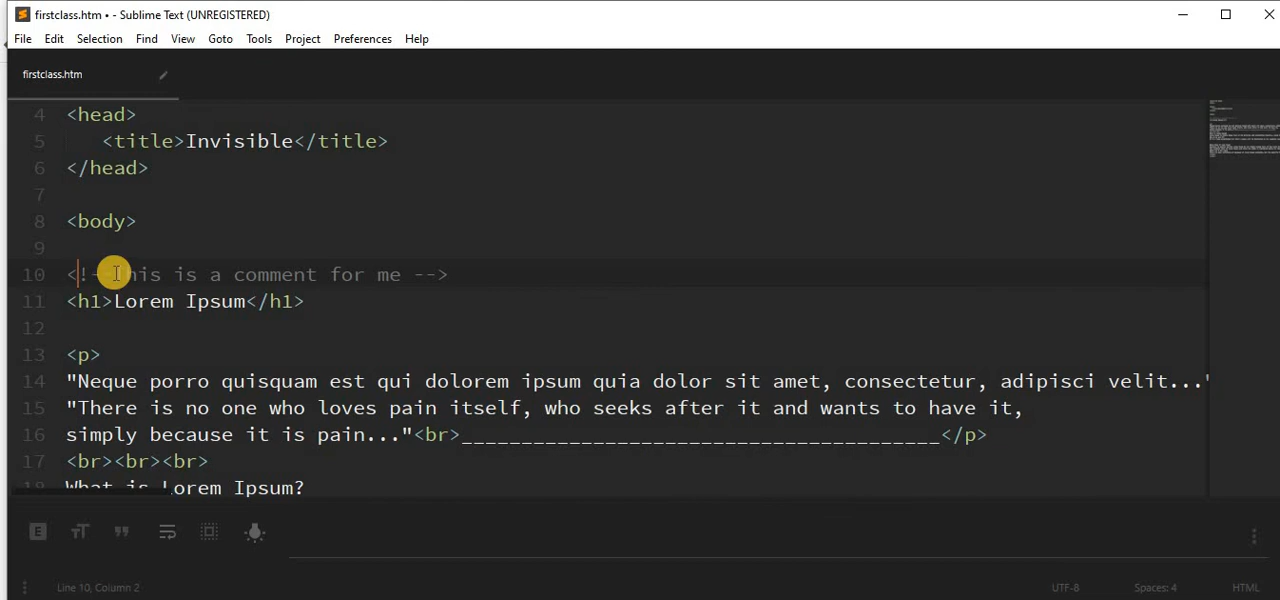 firstclass.htm • - Sublime Text (UNREGISTERED)
File Edit Selection Find View Goto Tools Project Preferences Help
firstclass.htm
4 <head>
5 <title>Invisible</title>
6 </head>
7
8 <body>
9
10 <!-- This is a comment for me -->
11 <h1>Lorem Ipsum</h1>
12
13 <p>
14 "Neque porro quisquam est qui dolorem ipsum quia dolor sit amet, consectetur, adipisci velit..."
15 "There is no one who loves pain itself, who seeks after it and wants to have it,
16 simply because it is pain..."<br>________________________________________</p>
17 <br><br><br>
18 What is Lorem Ipsum?
Line 10, Column 2 UTF-8 Spaces: 4 HTML